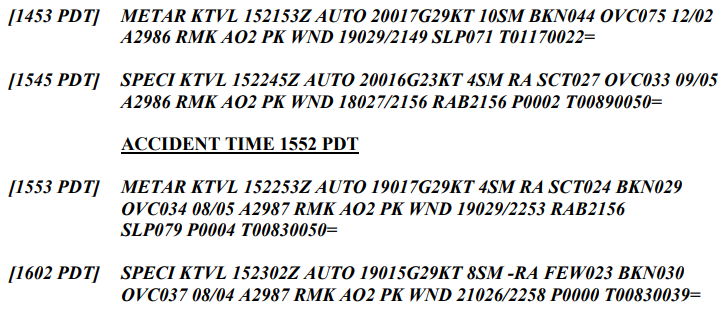 [1453 PDT] METAR KTVL 152153Z AUTO 20017G29KT 10SM BKN044 OVC075 12/02
A2986 RMK AO2 PK WND 19029/2149 SLP071 T01170022=
[1545 PDT] SPECI KTVL 152245Z AUTO 20016G23KT 4SM RA SCT027 OVC033 09/05
A2986 RMK AO2 PK WND 18027/2156 RAB2156 P0002 T00890050=
ACCIDENT TIME 1552 PDT
[1553 PDT] METAR KTVL 152253Z AUTO 19017G29KT 4SM RA SCT024 BKN029
OVC034 08/05 A2987 RMK AO2 PK WND 19029/2253 RAB2156
SLP079 P0004 T00830050=
[1602 PDT] SPECI KTVL 152302Z AUTO 19015G29KT 8SM -RA FEW023 BKN030
OVC037 08/04 A2987 RMK AO2 PK WND 21026/2258 P0000 T00830039=